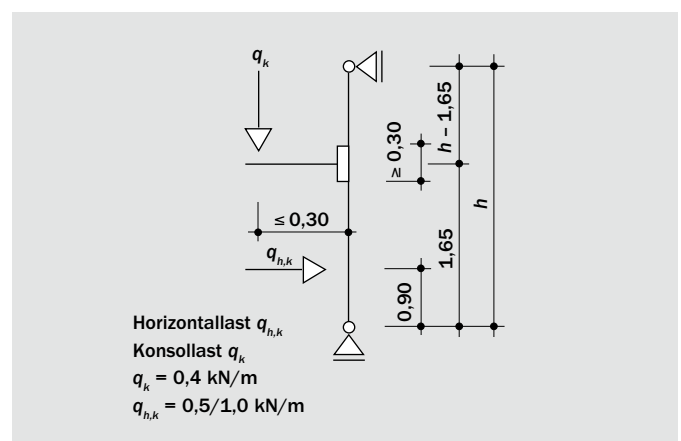 q_k
h – 1,65
≥ 0,30
h
≤ 0,30
1,65
q_h,k
0,90
Horizontallast q_h,k
Konsollast q_k
q_k = 0,4 kN/m
q_h,k = 0,5/1,0 kN/m